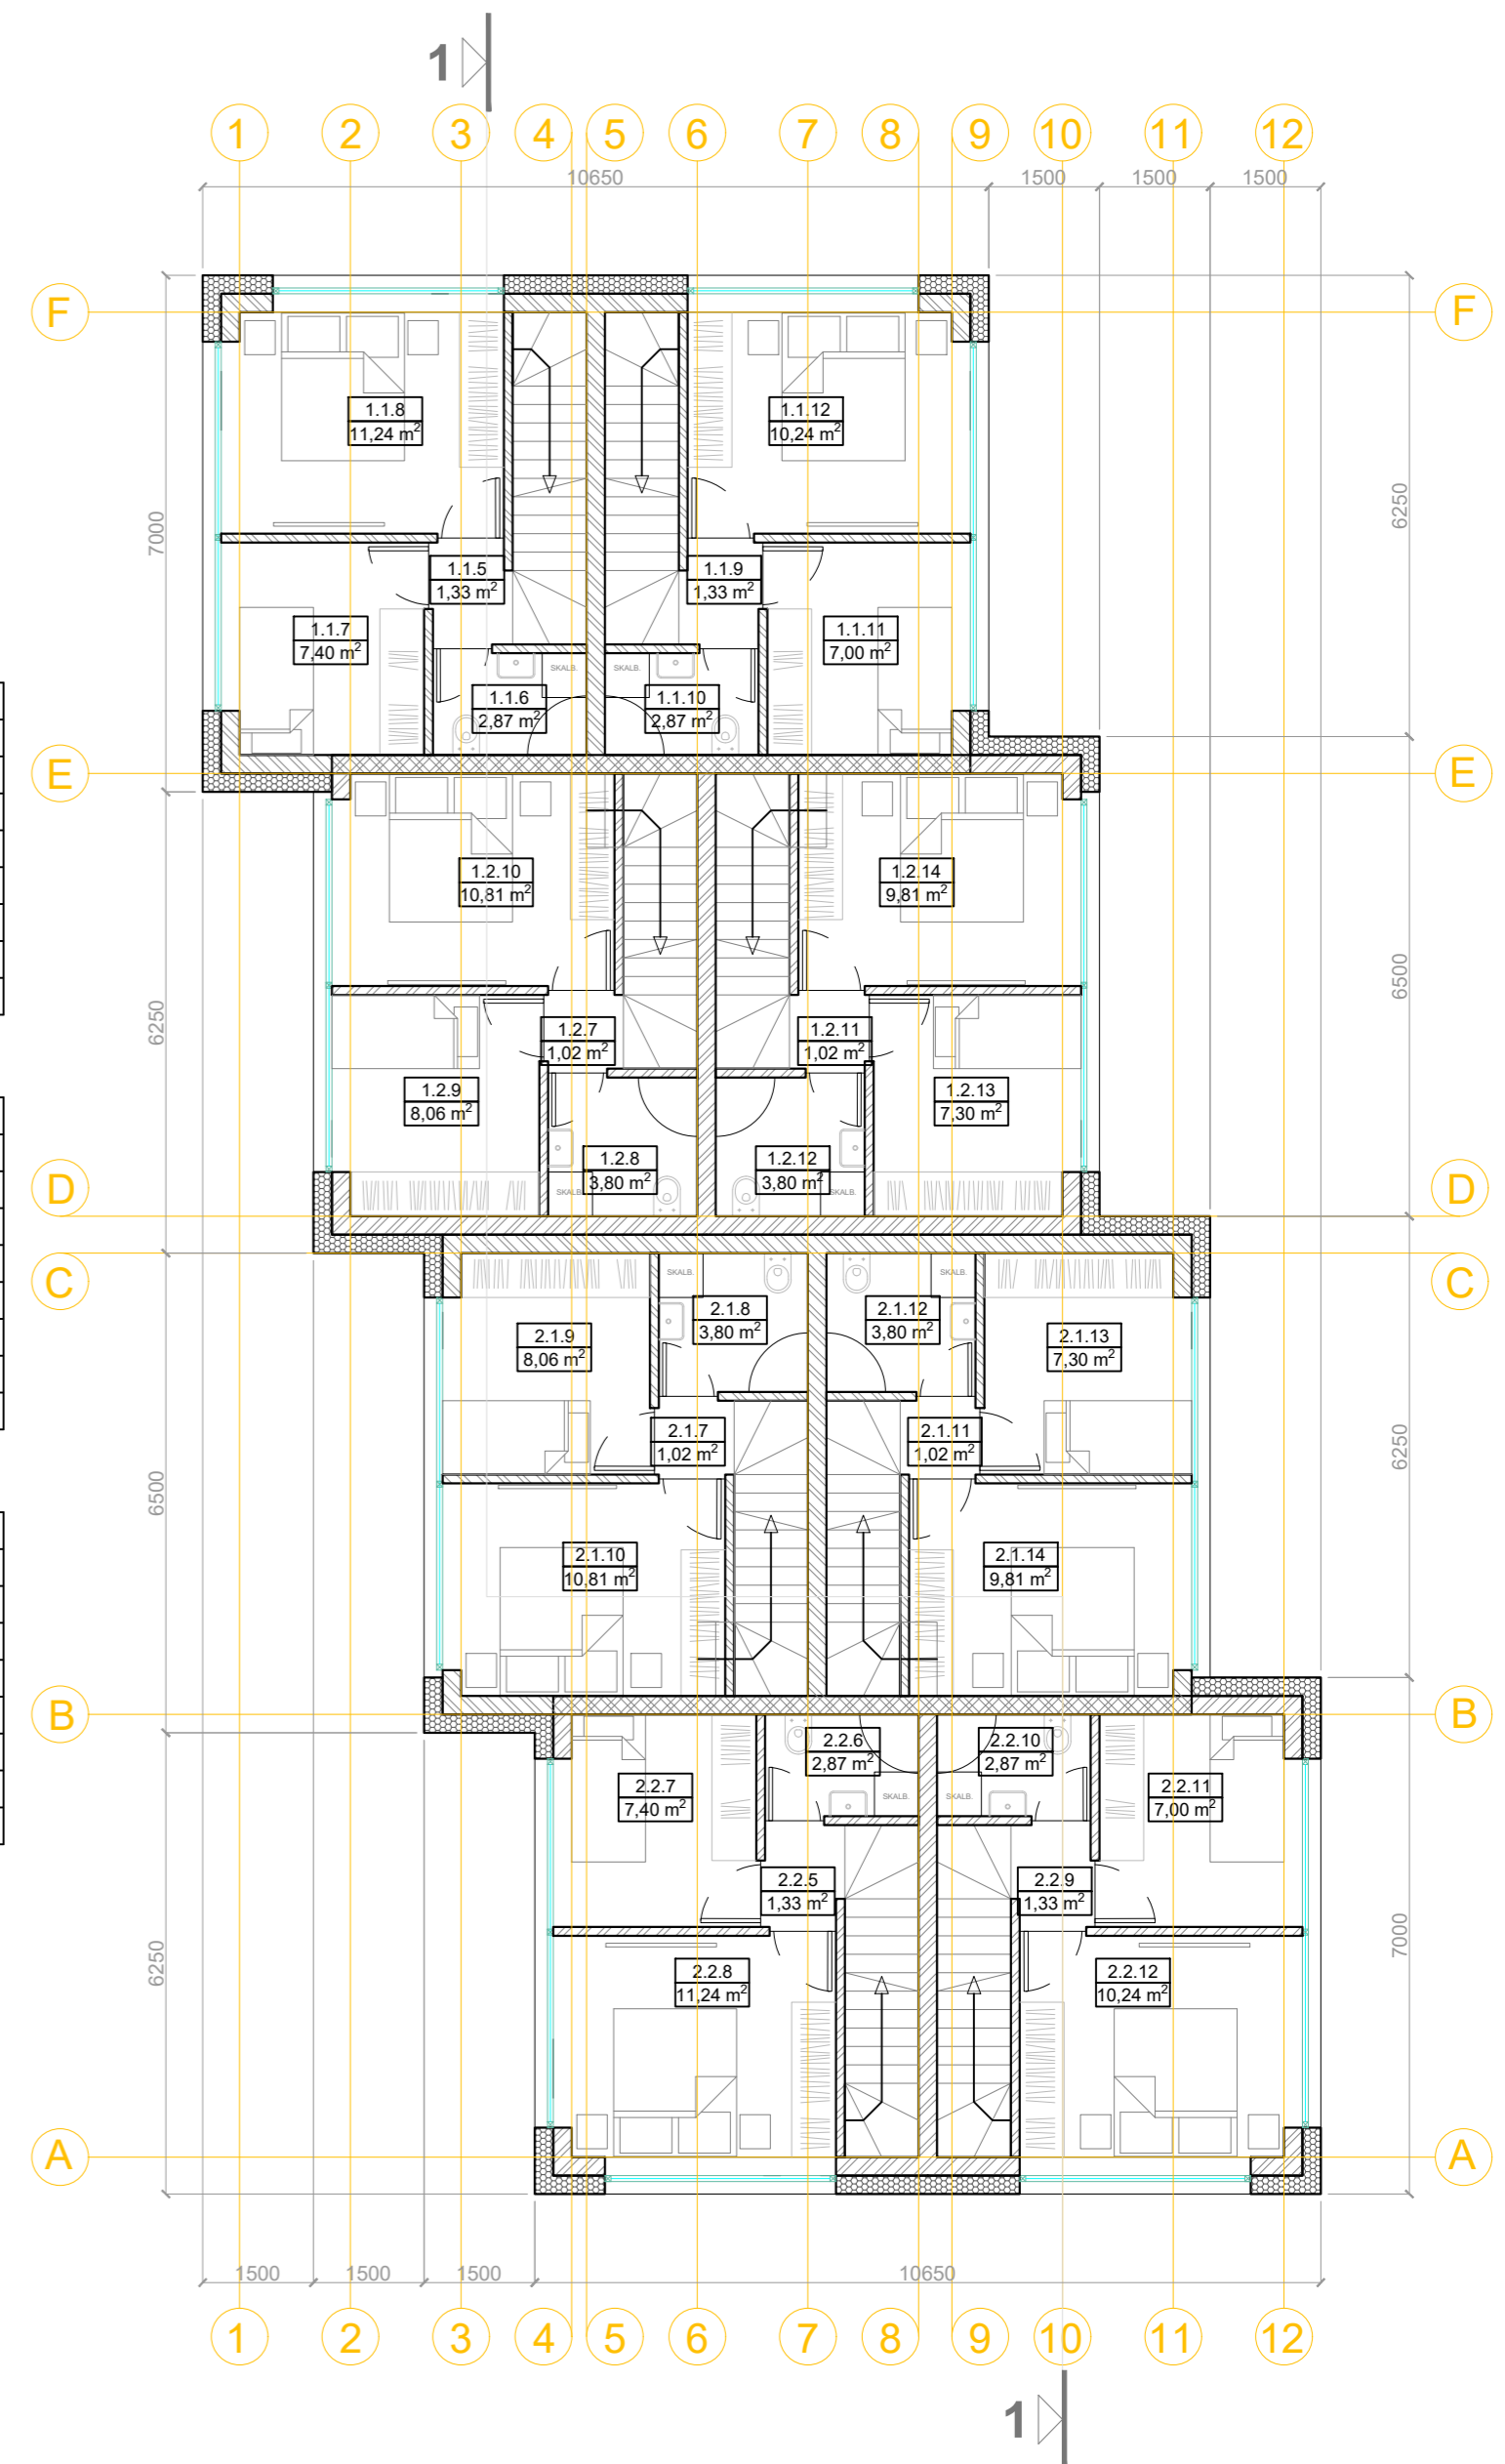 1
1 2 3 4 5 6 7 8 9 10 11 12
10650 1500 1500 1500
F F
1.1.8
11,24 m²
1.1.12
10,24 m²
7000
6250
1.1.5
1,33 m²
1.1.9
1,33 m²
1.1.7
7,40 m²
1.1.11
7,00 m²
SKALB. SKALB.
1.1.6
2,87 m²
1.1.10
2,87 m²
E E
1.2.10
10,81 m²
1.2.14
9,81 m²
6250
6500
1.2.7
1,02 m²
1.2.11
1,02 m²
1.2.9
8,06 m²
1.2.13
7,30 m²
1.2.8
3,80 m²
1.2.12
3,80 m²
SKALB. SKALB.
D D
C C
SKALB. SKALB.
2.1.8
3,80 m²
2.1.12
3,80 m²
2.1.9
8,06 m²
2.1.13
7,30 m²
2.1.7
1,02 m²
2.1.11
1,02 m²
6500
6250
2.1.10
10,81 m²
2.1.14
9,81 m²
B B
2.2.6
2,87 m²
2.2.10
2,87 m²
2.2.7
7,40 m²
2.2.11
7,00 m²
SKALB. SKALB.
2.2.5
1,33 m²
2.2.9
1,33 m²
6250
7000
2.2.8
11,24 m²
2.2.12
10,24 m²
A A
1500 1500 1500 10650
1 2 3 4 5 6 7 8 9 10 11 12
1